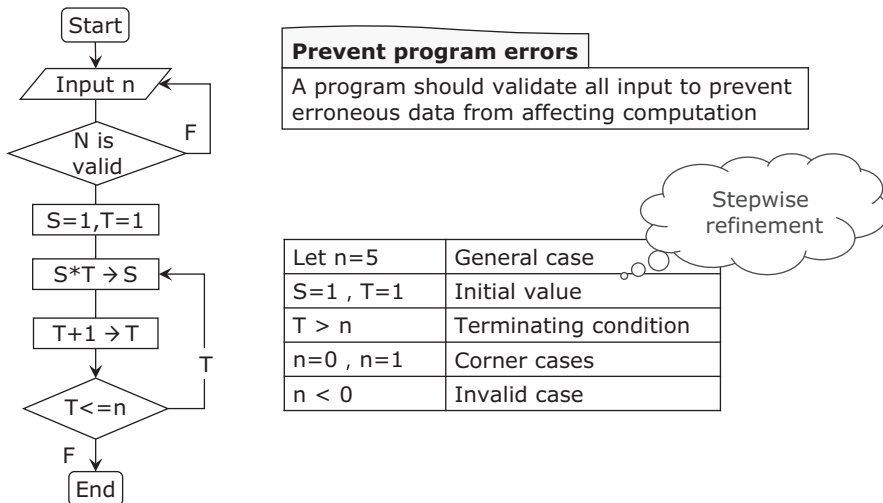 Start
Input n
F
N is
valid
S=1,T=1
S*T → S
T+1 → T
T
T<=n
F
End
Prevent program errors
A program should validate all input to prevent
erroneous data from affecting computation
Stepwise
refinement
Let n=5 General case
S=1 , T=1 Initial value
T > n Terminating condition
n=0 , n=1 Corner cases
n < 0 Invalid case